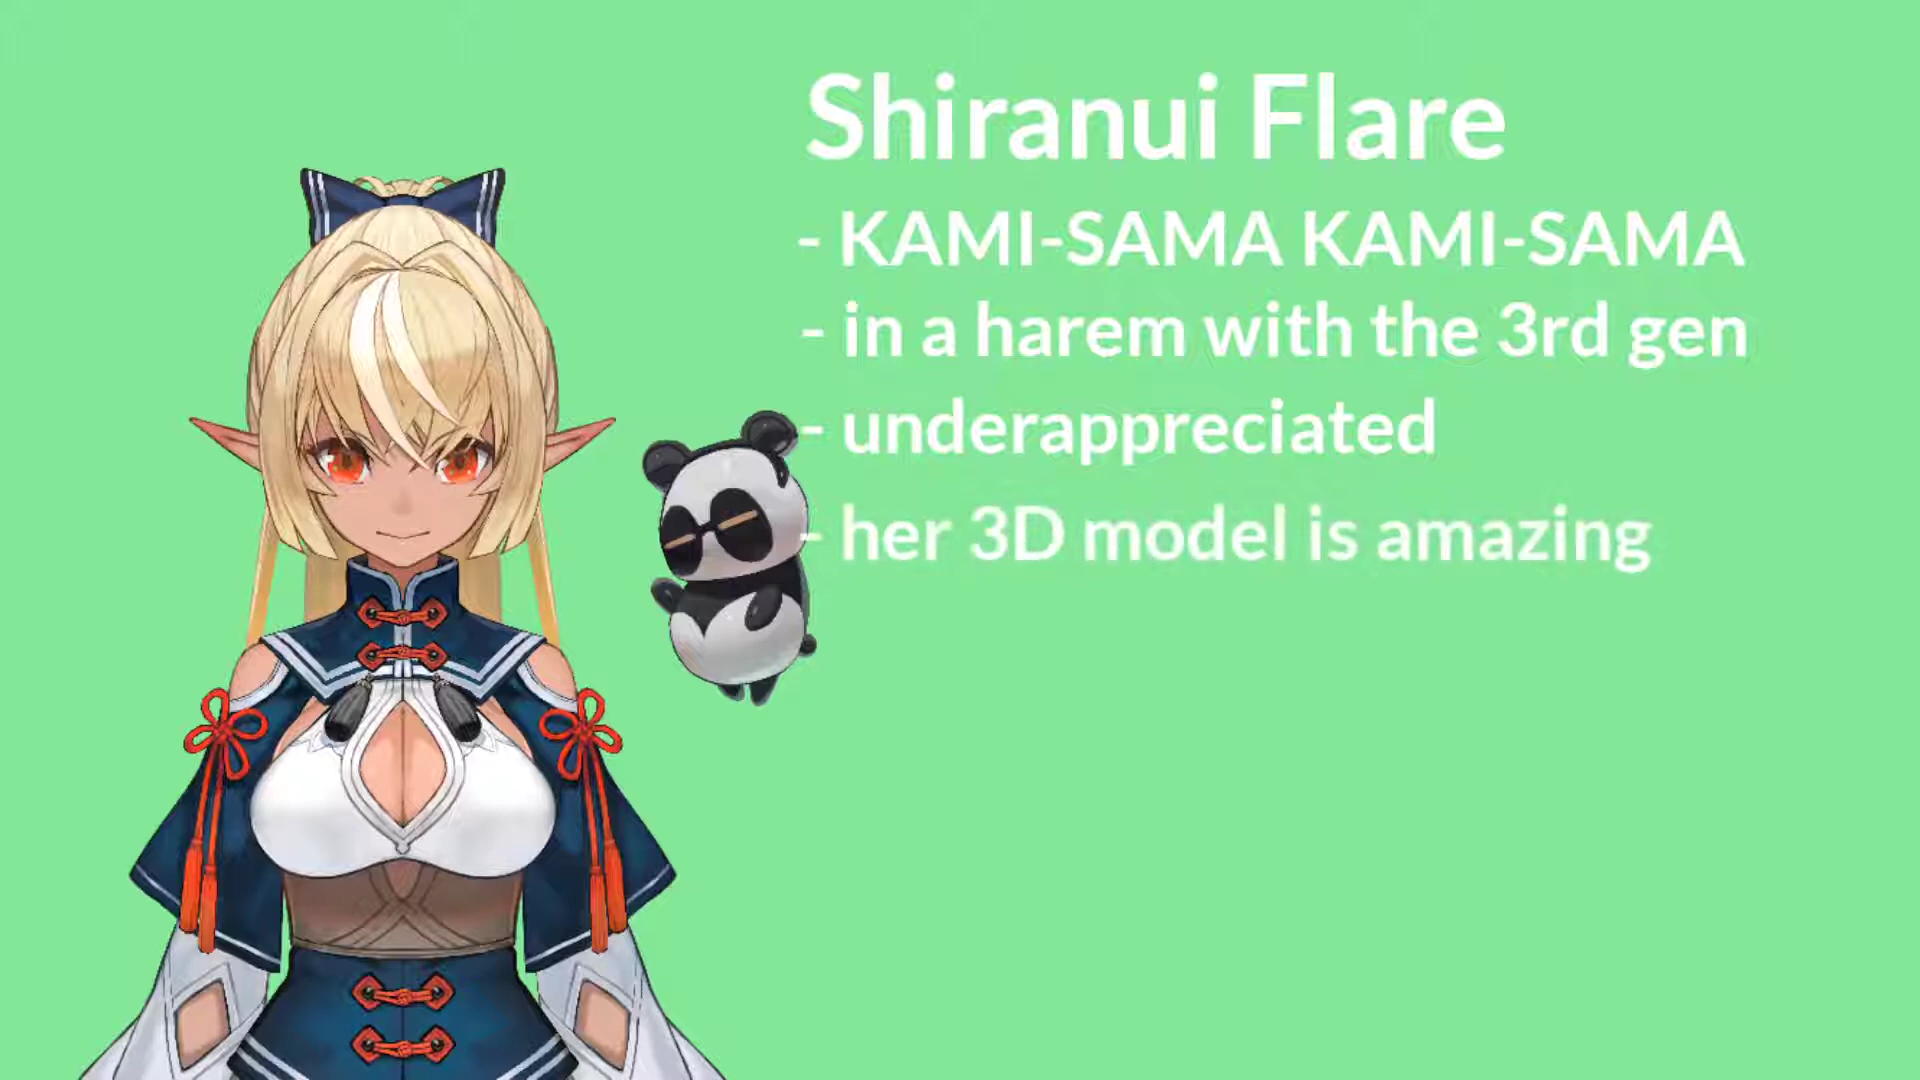 Shiranui Flare
- KAMI-SAMA KAMI-SAMA
- in a harem with the 3rd gen
- underappreciated
- her 3D model is amazing